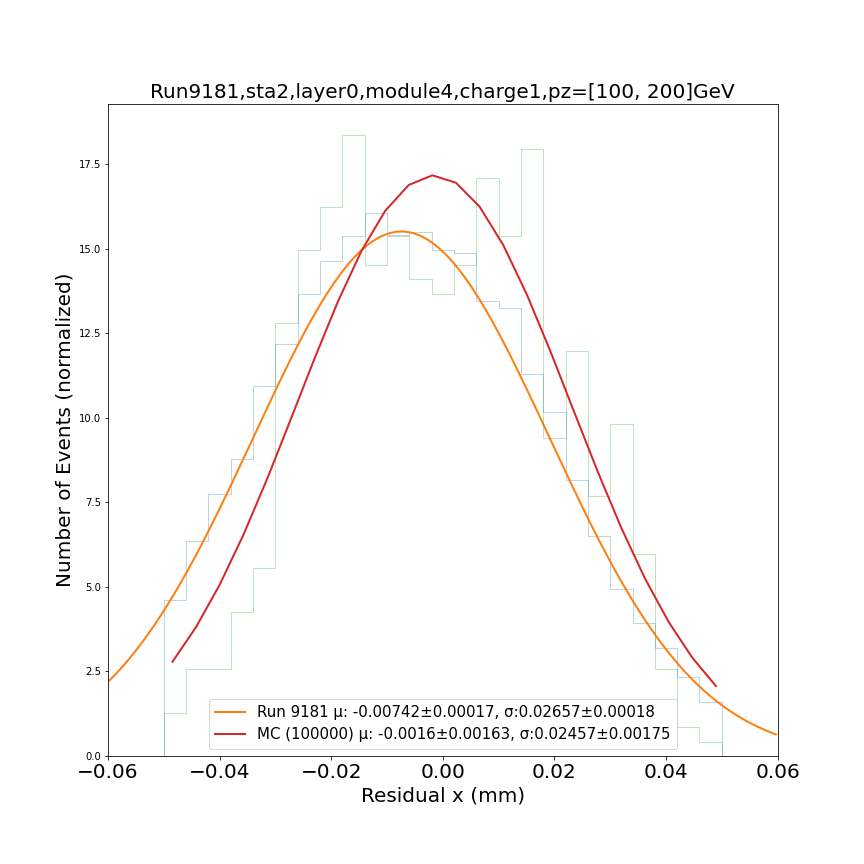 Run9181,sta2,layer0,module4,charge1,pz=[100, 200]GeV
Number of Events (normalized)
17.5
15.0
12.5
10.0
7.5
5.0
2.5
0.0
Run 9181 μ: -0.00742±0.00017, σ:0.02657±0.00018
MC (100000) μ: -0.0016±0.00163, σ:0.02457±0.00175
−0.06 −0.04 −0.02 0.00 0.02 0.04 0.06
Residual x (mm)